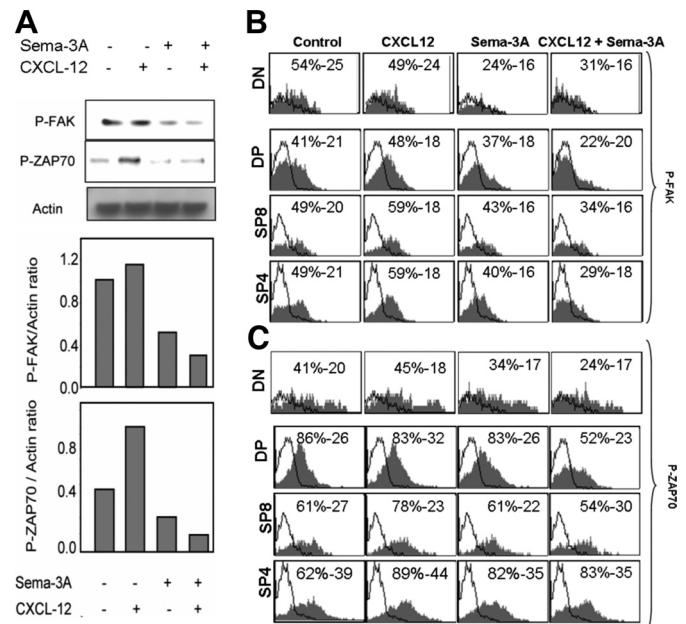 A
Sema-3A - - + +
CXCL-12 - + - +
P-FAK
P-ZAP70
Actin
P-FAK/Actin ratio
1.2
0.8
0.4
0.0
P-ZAP70 / Actin ratio
0.8
0.4
0.0
Sema-3A - - + +
CXCL-12 - + - +
B
Control CXCL12 Sema-3A CXCL12 + Sema-3A
DN 54%-25 49%-24 24%-16 31%-16
DP 41%-21 48%-18 37%-18 22%-20
SP8 49%-20 59%-18 43%-16 34%-16
SP4 49%-21 59%-18 40%-16 29%-18
P-FAK
C
DN 41%-20 45%-18 34%-17 24%-17
DP 86%-26 83%-32 83%-26 52%-23
SP8 61%-27 78%-23 61%-22 54%-30
SP4 62%-39 89%-44 82%-35 83%-35
P-ZAP70